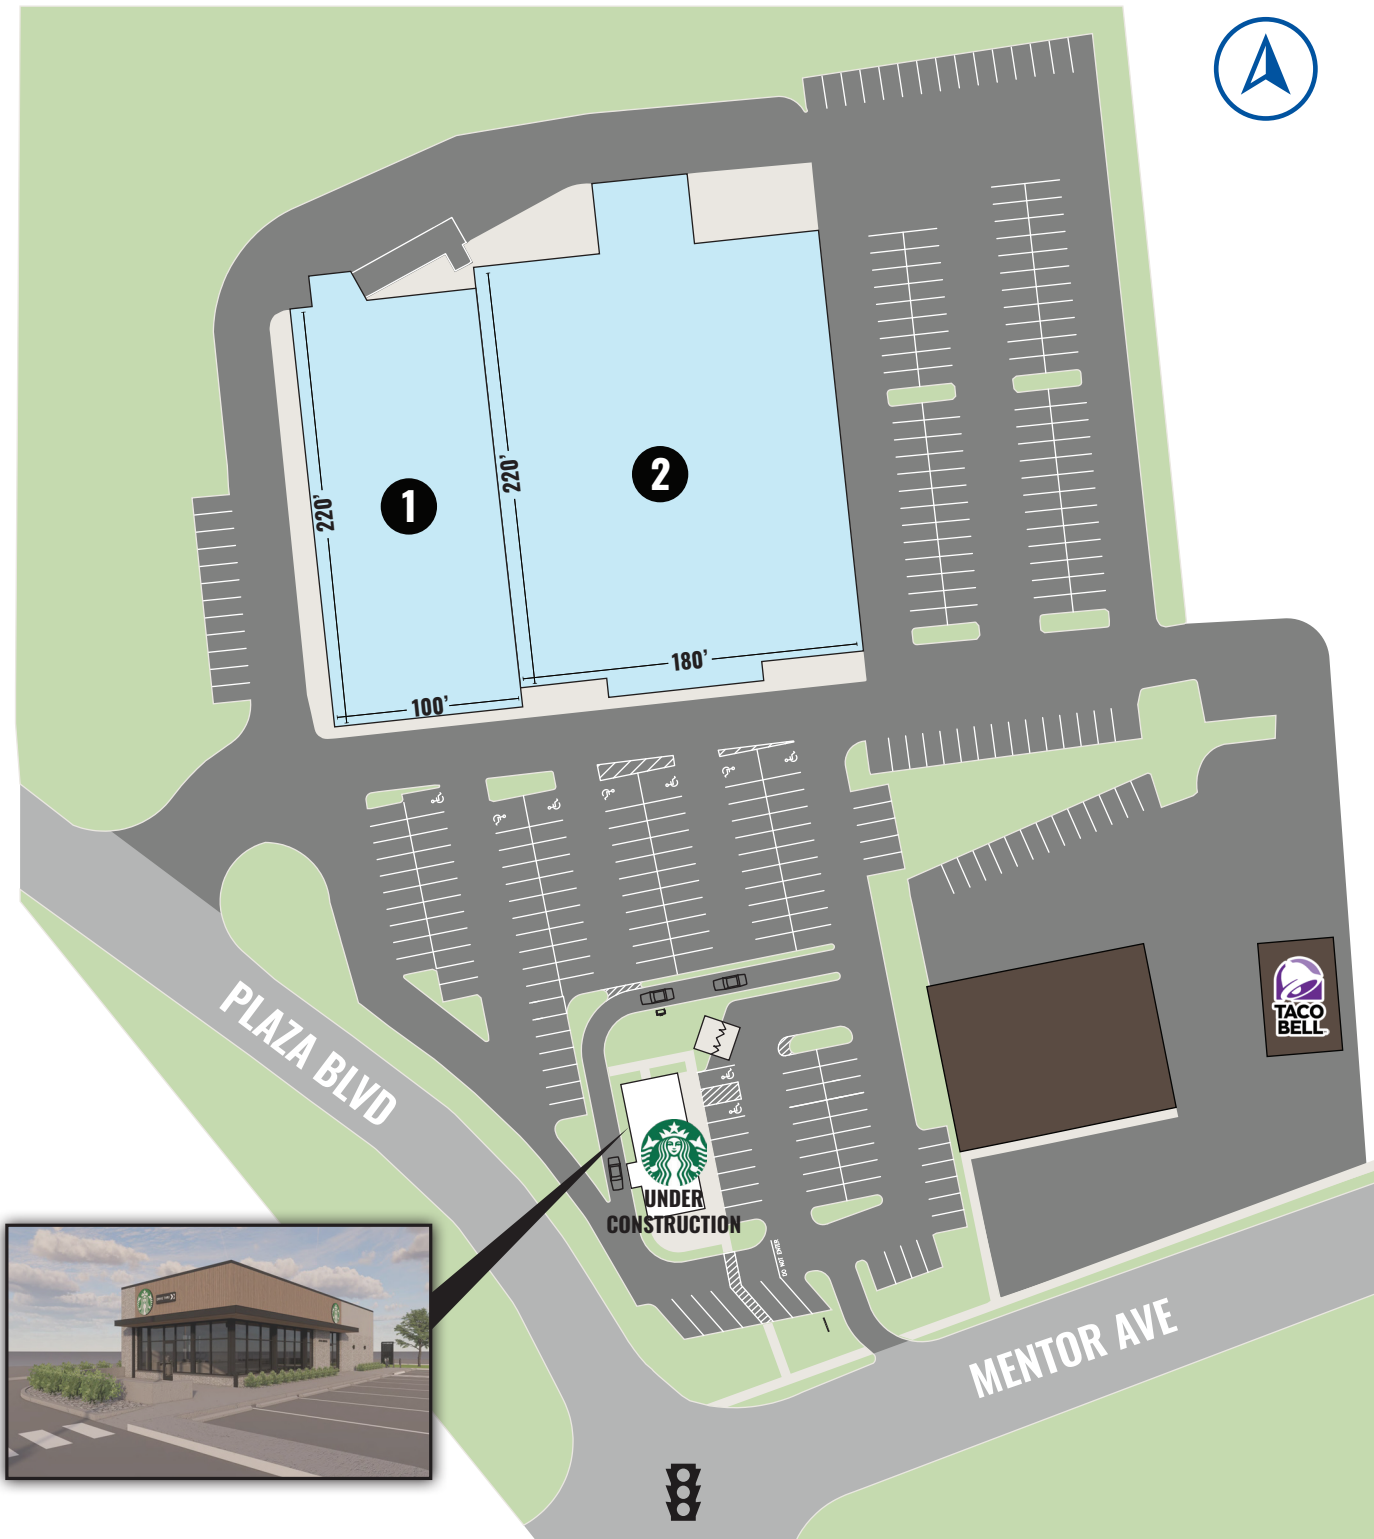 1
2
220’
220’
180’
100’
PLAZA BLVD
TACO
BELL
UNDER
CONSTRUCTION
DO NOT ENTER
MENTOR AVE